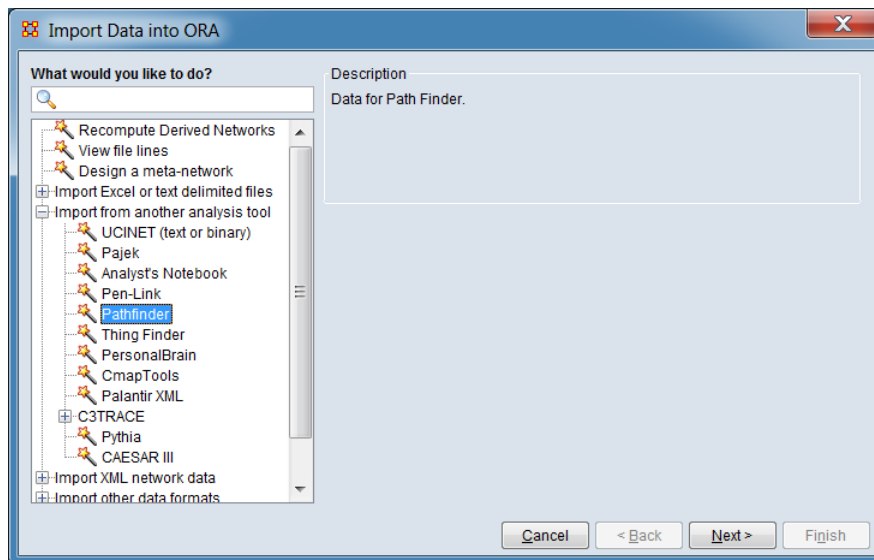 Import Data into ORA
What would you like to do?
Recompute Derived Networks
View file lines
Design a meta-network
Import Excel or text delimited files
Import from another analysis tool
UCINET (text or binary)
Pajek
Analyst's Notebook
Pen-Link
Pathfinder
Thing Finder
PersonalBrain
CmapTools
Palantir XML
C3TRACE
Pythia
CAESAR III
Import XML network data
Import other data formats
Description
Data for Path Finder.
Cancel
< Back
Next >
Finish